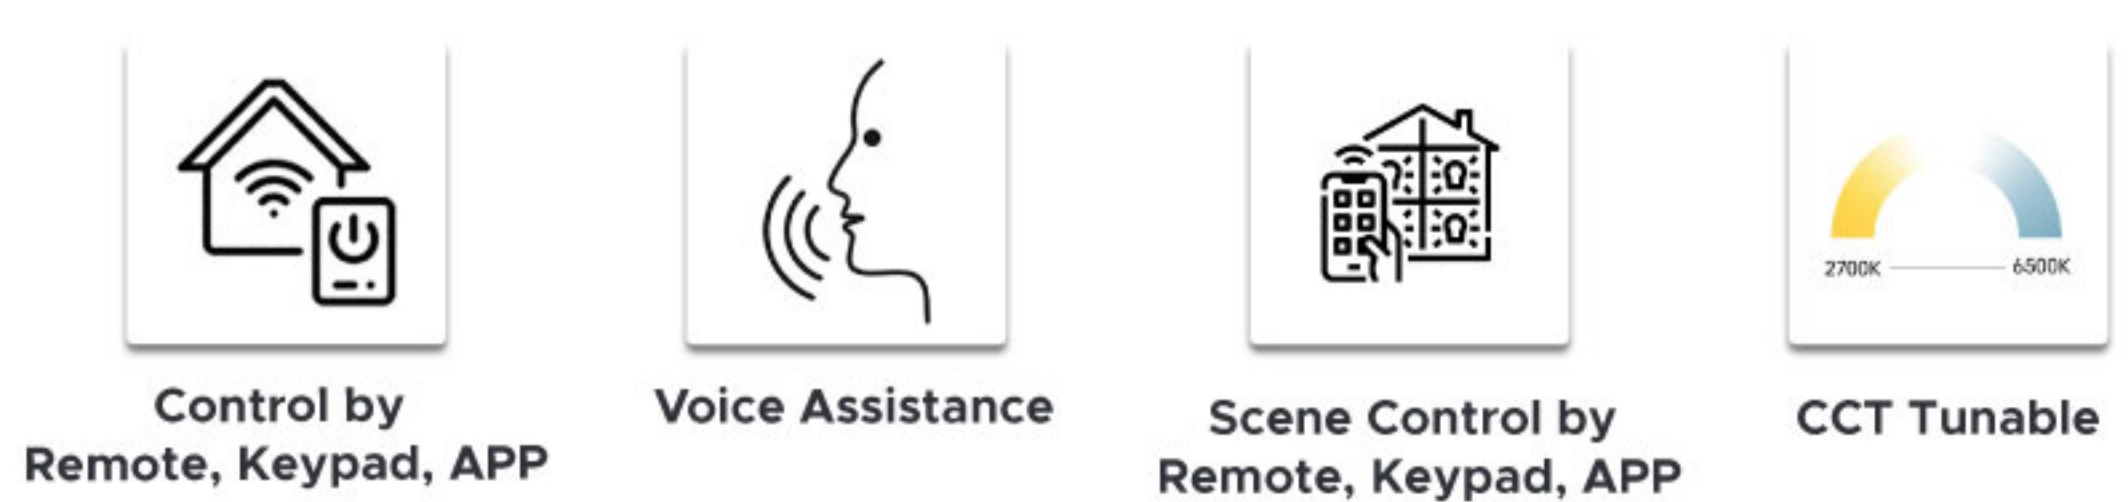 Control by
Remote, Keypad, APP
Voice Assistance
Scene Control by
Remote, Keypad, APP
2700K
6500K
CCT Tunable